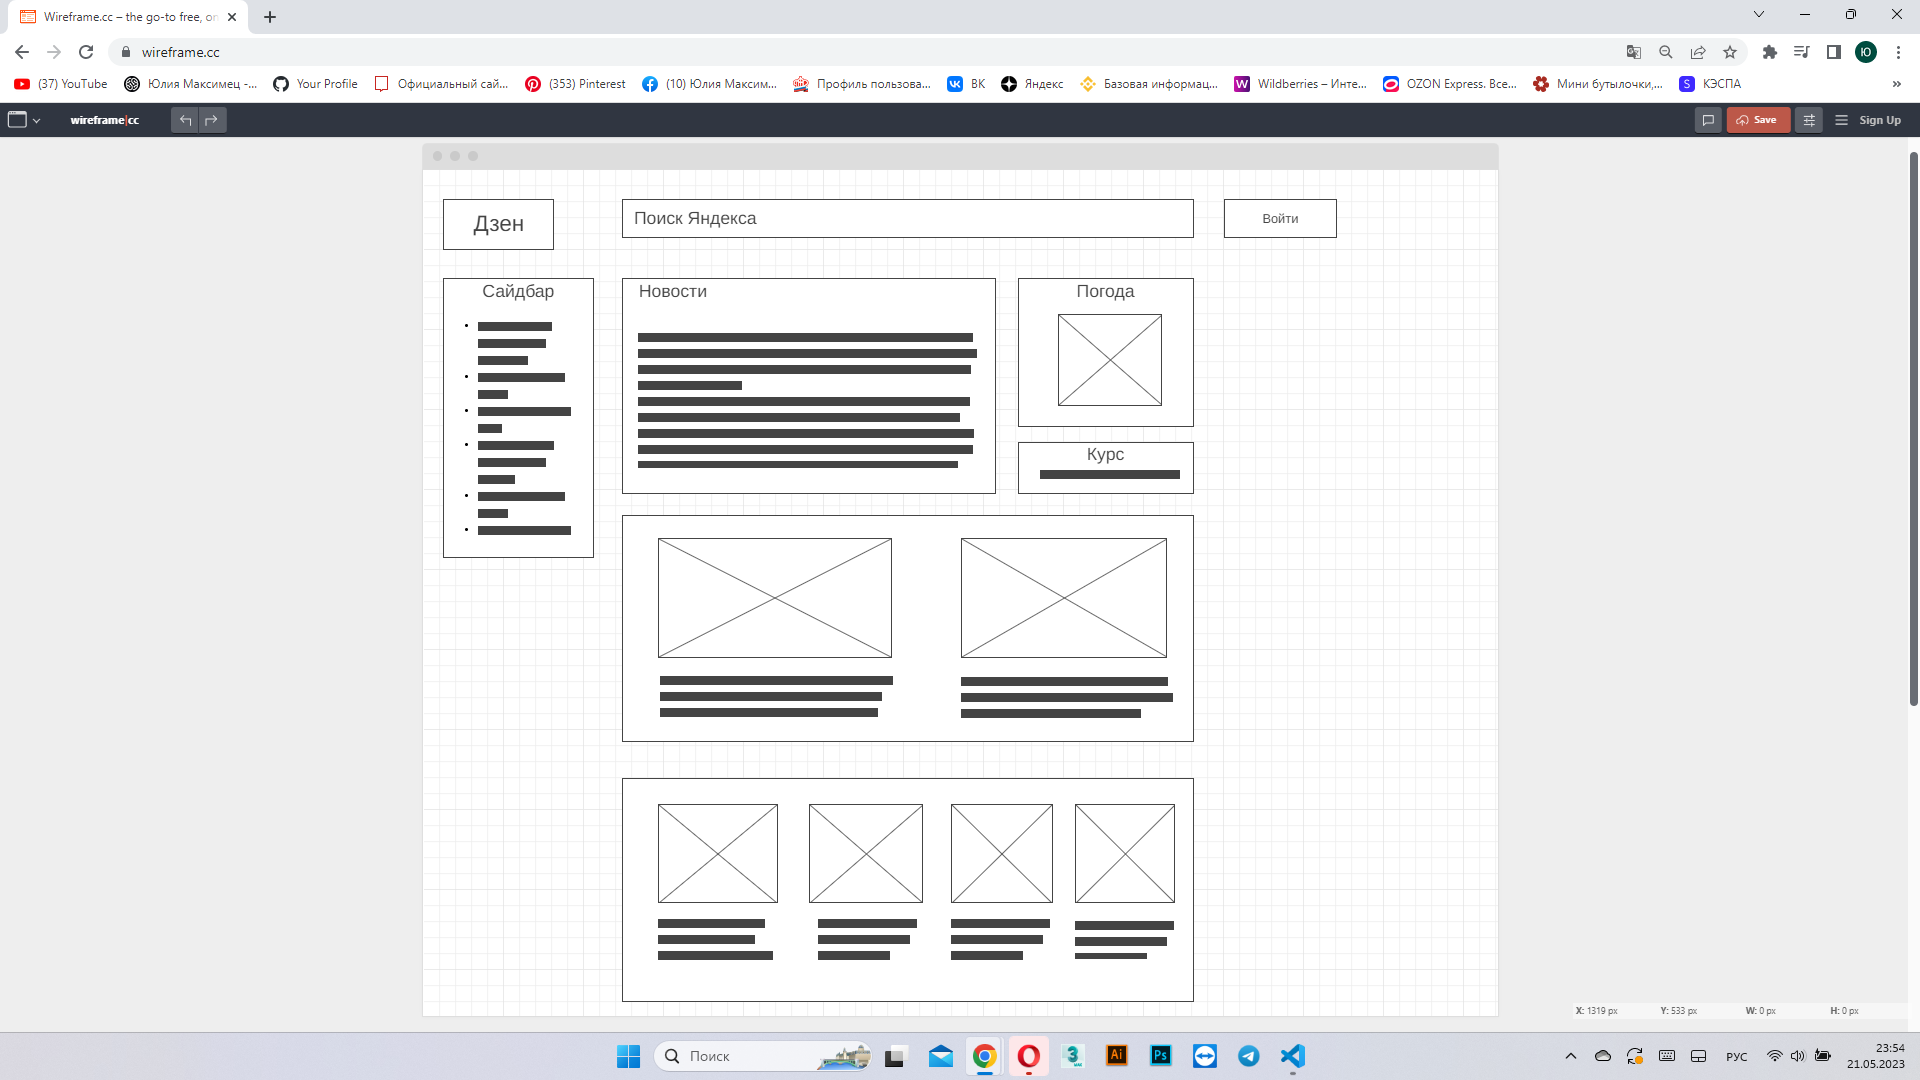 Wireframe.cc – the go-to free, on
wireframe.cc
(37) YouTube
Юлия Максимец -...
Your Profile
Официальный сай...
(353) Pinterest
(10) Юлия Максим...
Профиль пользова...
ВК
Яндекс
Базовая информац...
Wildberries – Инте...
OZON Express. Все...
Мини бутылочки,...
КЭСПА
»
wireframe|cc
Save
Sign Up
Дзен
Поиск Яндекса
Войти
Сайдбар
Новости
Погода
Курс
X: 1319 px Y: 533 px W: 0 px H: 0 px
Поиск
РУС
23:54
21.05.2023